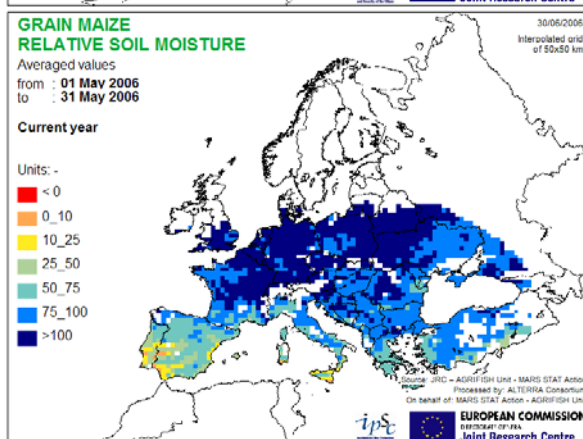 GRAIN MAIZE
RELATIVE SOIL MOISTURE
Averaged values
from : 01 May 2006
to : 31 May 2006
Current year
Units: -
< 0
0_10
10_25
25_50
50_75
75_100
>100
30/06/2006
Interpolated grid
of 50x50 km
Source: JRC - AGRIFISH Unit - MARS STAT Action
Processed by: ALTERRA Consortium
On behalf of: MARS STAT Action - AGRIFISH Unit
ipsc
EUROPEAN COMMISSION
DIRECTORATE GENERAL
Joint Research Centre